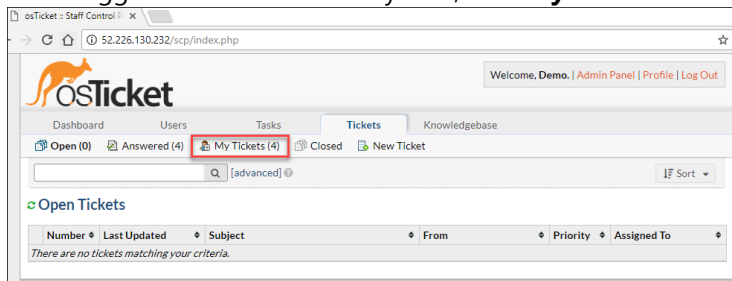 osTicket :: Staff Control P
52.226.130.232/scp/index.php
osTicket
Welcome, Demo. | Admin Panel | Profile | Log Out
Dashboard Users Tasks Tickets Knowledgebase
Open (0) Answered (4) My Tickets (4) Closed New Ticket
[advanced]
Sort
Open Tickets
Number Last Updated Subject From Priority Assigned To
There are no tickets matching your criteria.